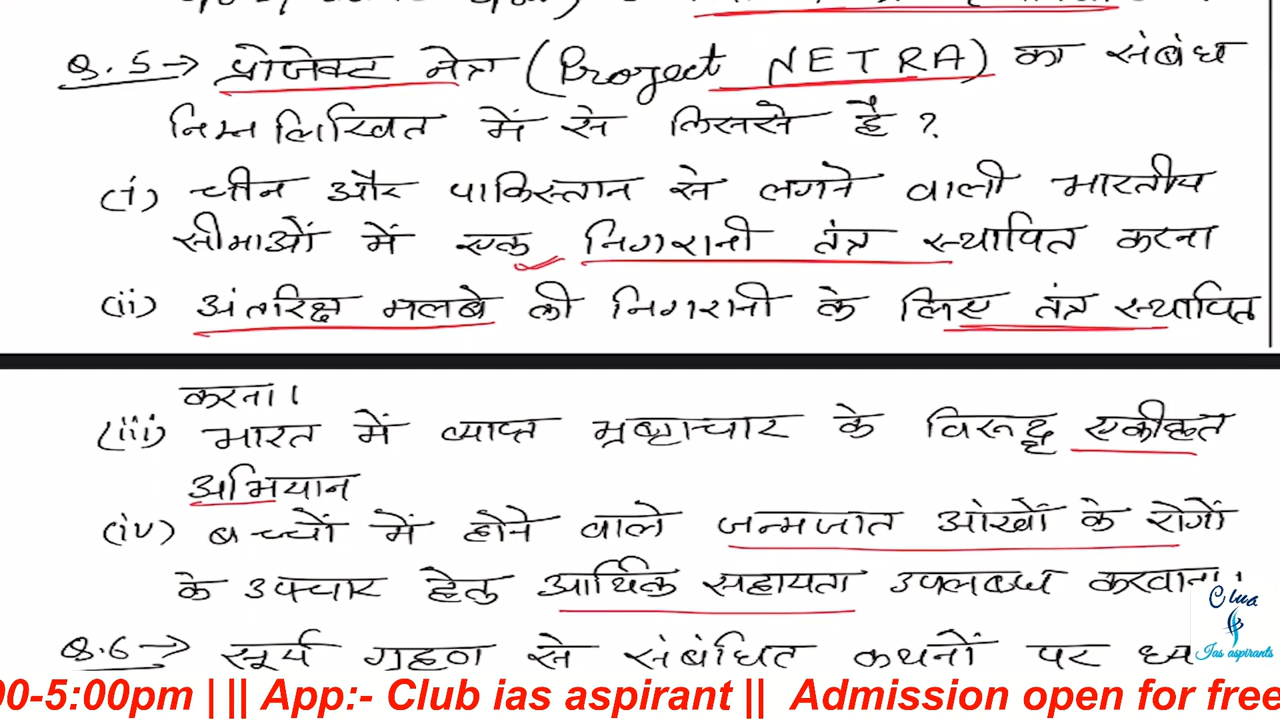 Q.5→ प्रोजेक्ट नेत्रा (Project NETRA) का संबंध
निम्नलिखित में से किससे है?
(i) चीन और पाकिस्तान से लगने वाली भारतीय
सीमाओं में एक निगरानी तंत्र स्थापित करना
(ii) अंतरिक्ष मलबे की निगरानी के लिए तंत्र स्थापित
करना।
(iii) भारत में व्याप्त भ्रष्टाचार के विरूद्ध एकीकृत
अभियान
(iv) बच्चों में होने वाले जन्मजात आंखों के रोगों
के उपचार हेतु आर्थिक सहायता उपलब्ध करवाना।
Club
Ias aspirants
Q.6→ सूर्य ग्रहण से संबंधित कथनों पर ध्य
00-5:00pm | || App:- Club ias aspirant || Admission open for free